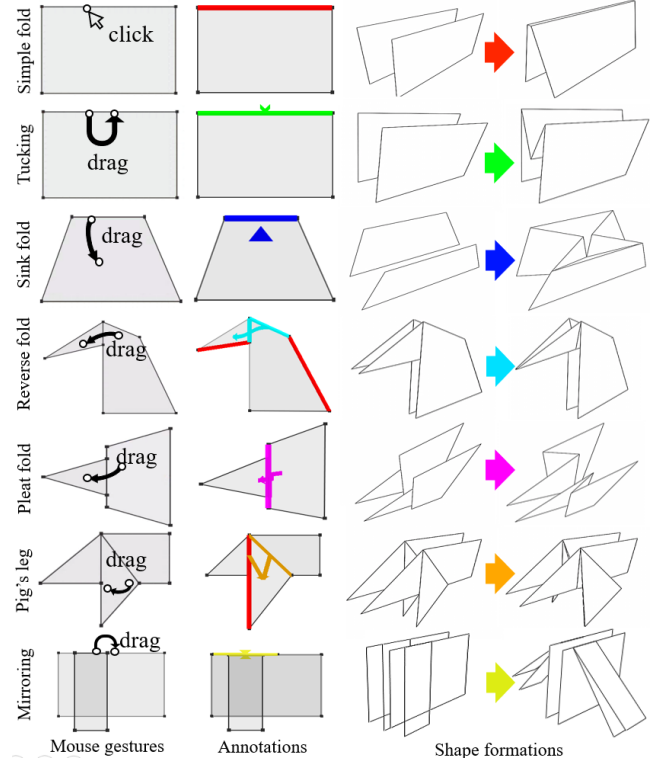 Simple fold
click
Tucking
drag
Sink fold
drag
Reverse fold
drag
Pleat fold
drag
Pig's leg
drag
Mirroring
drag
Mouse gestures
Annotations
Shape formations